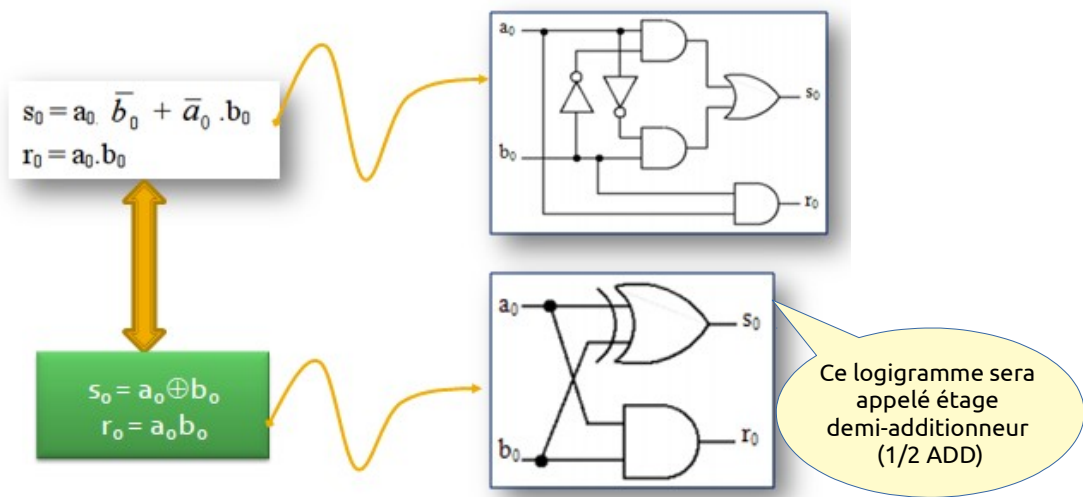 s₀ = a₀. b̅₀ + a̅₀ .b₀
r₀ = a₀.b₀
a₀
b₀
s₀
r₀
s₀ = a₀⊕b₀
r₀ = a₀b₀
a₀
b₀
s₀
r₀
Ce logigramme sera
appelé étage
demi-additionneur
(1/2 ADD)